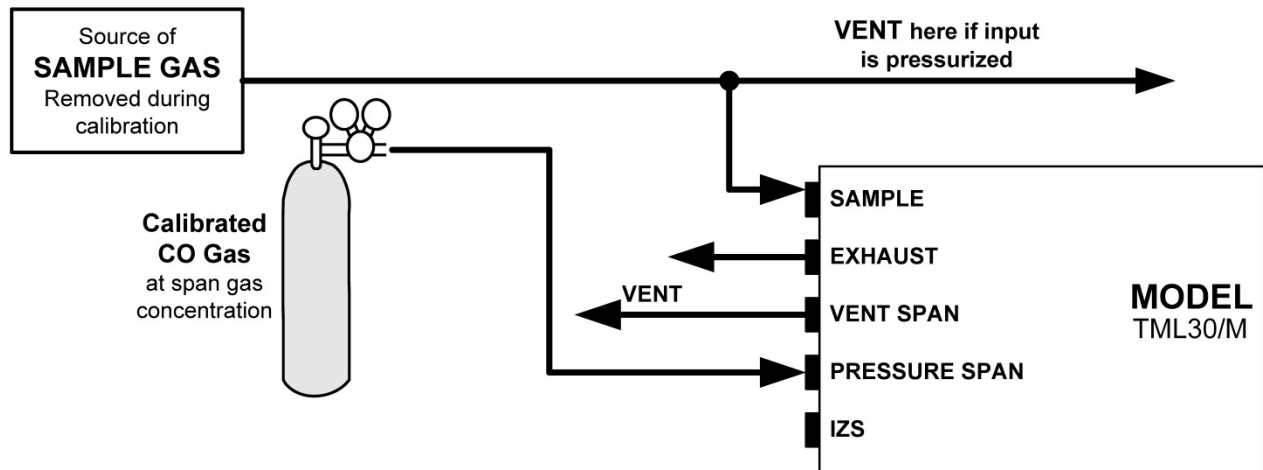 Source of
SAMPLE GAS
Removed during
calibration
VENT here if input
is pressurized
Calibrated
CO Gas
at span gas
concentration
VENT
SAMPLE
EXHAUST
VENT SPAN
PRESSURE SPAN
IZS
MODEL
TML30/M